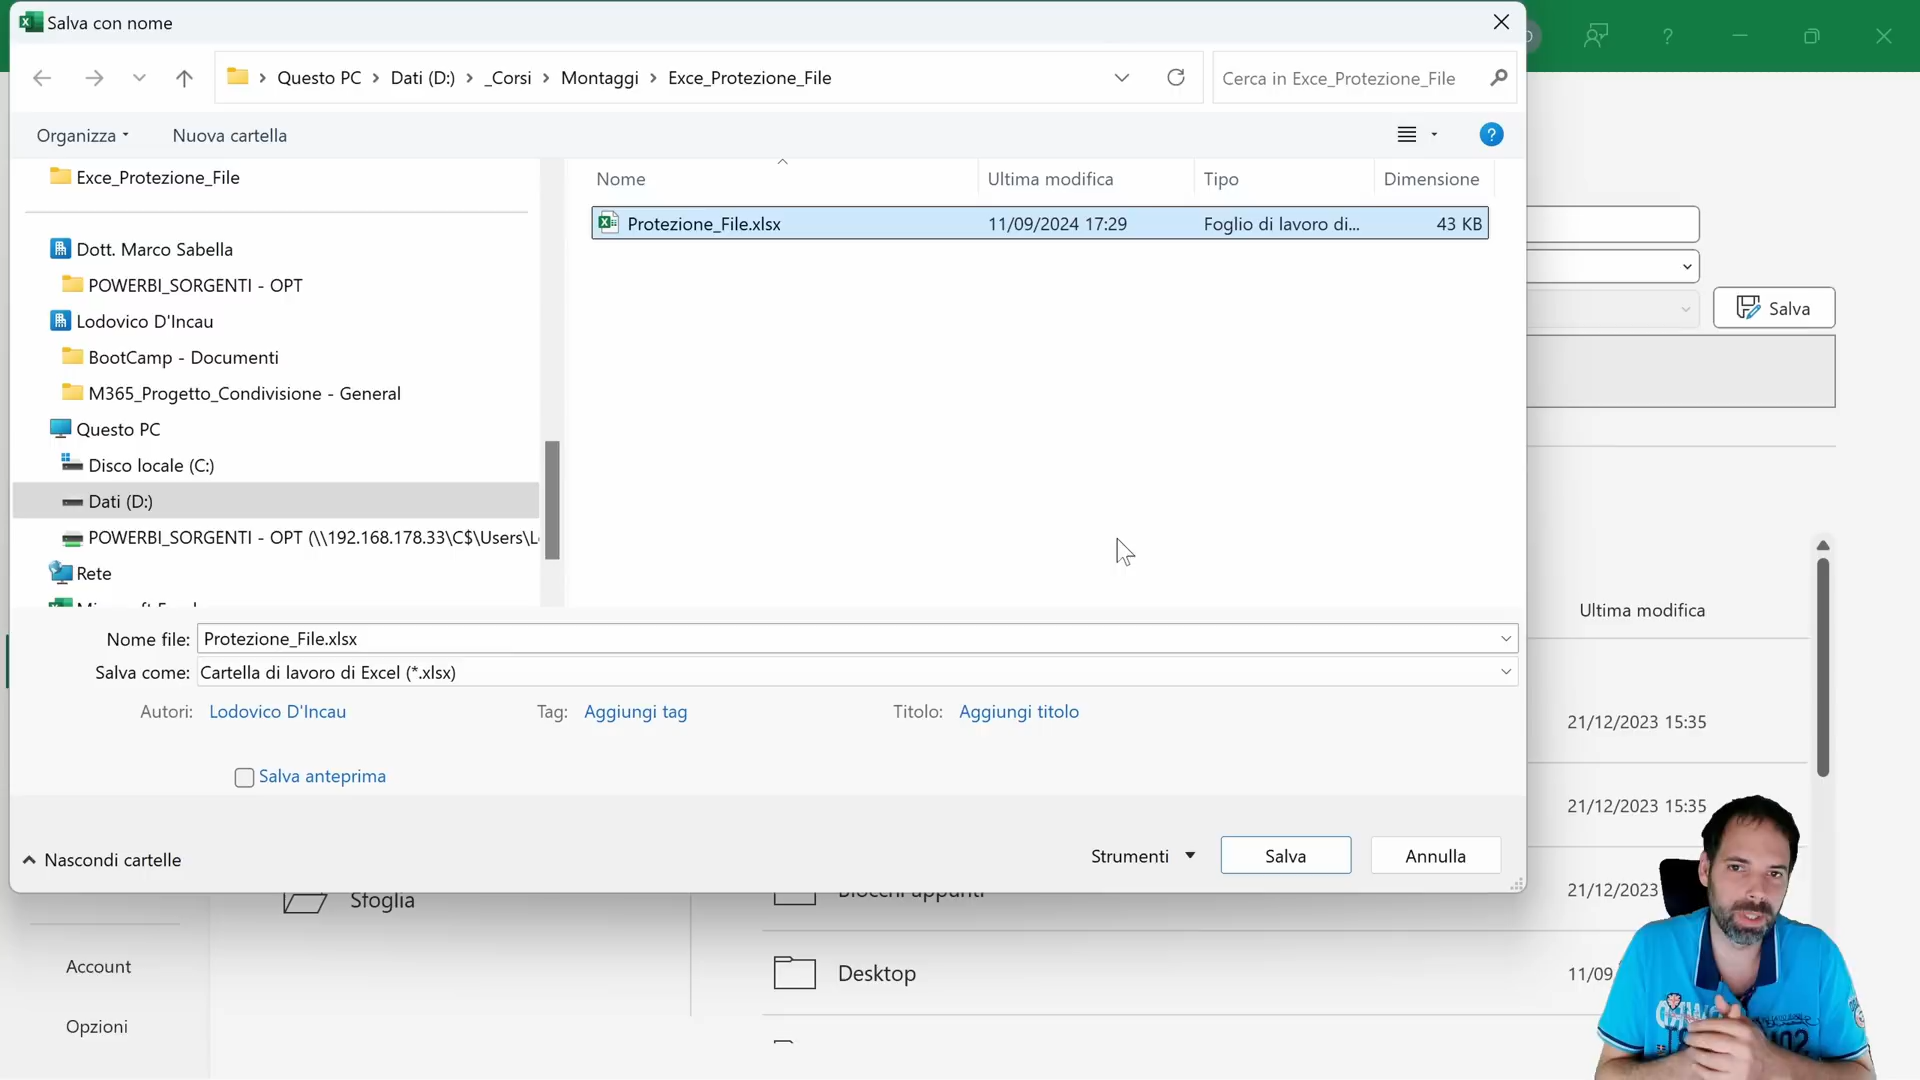 Salva con nome
Questo PC > Dati (D:) > _Corsi > Montaggi > Exce_Protezione_File
Cerca in Exce_Protezione_File
Organizza
Nuova cartella
Exce_Protezione_File
Dott. Marco Sabella
POWERBI_SORGENTI - OPT
Lodovico D'Incau
BootCamp - Documenti
M365_Progetto_Condivisione - General
Questo PC
Disco locale (C:)
Dati (D:)
POWERBI_SORGENTI - OPT (\\192.168.178.33\C$\Users\L
Rete
Nome Ultima modifica Tipo Dimensione
Protezione_File.xlsx 11/09/2024 17:29 Foglio di lavoro di... 43 KB
Nome file: Protezione_File.xlsx
Salva come: Cartella di lavoro di Excel (*.xlsx)
Autori: Lodovico D'Incau Tag: Aggiungi tag Titolo: Aggiungi titolo
Salva anteprima
Nascondi cartelle
Strumenti
Salva
Annulla
Salva
Ultima modifica
21/12/2023 15:35
21/12/2023 15:35
21/12/2023
Sfoglia
Blocchi appunti
Desktop
11/09
Account
Opzioni